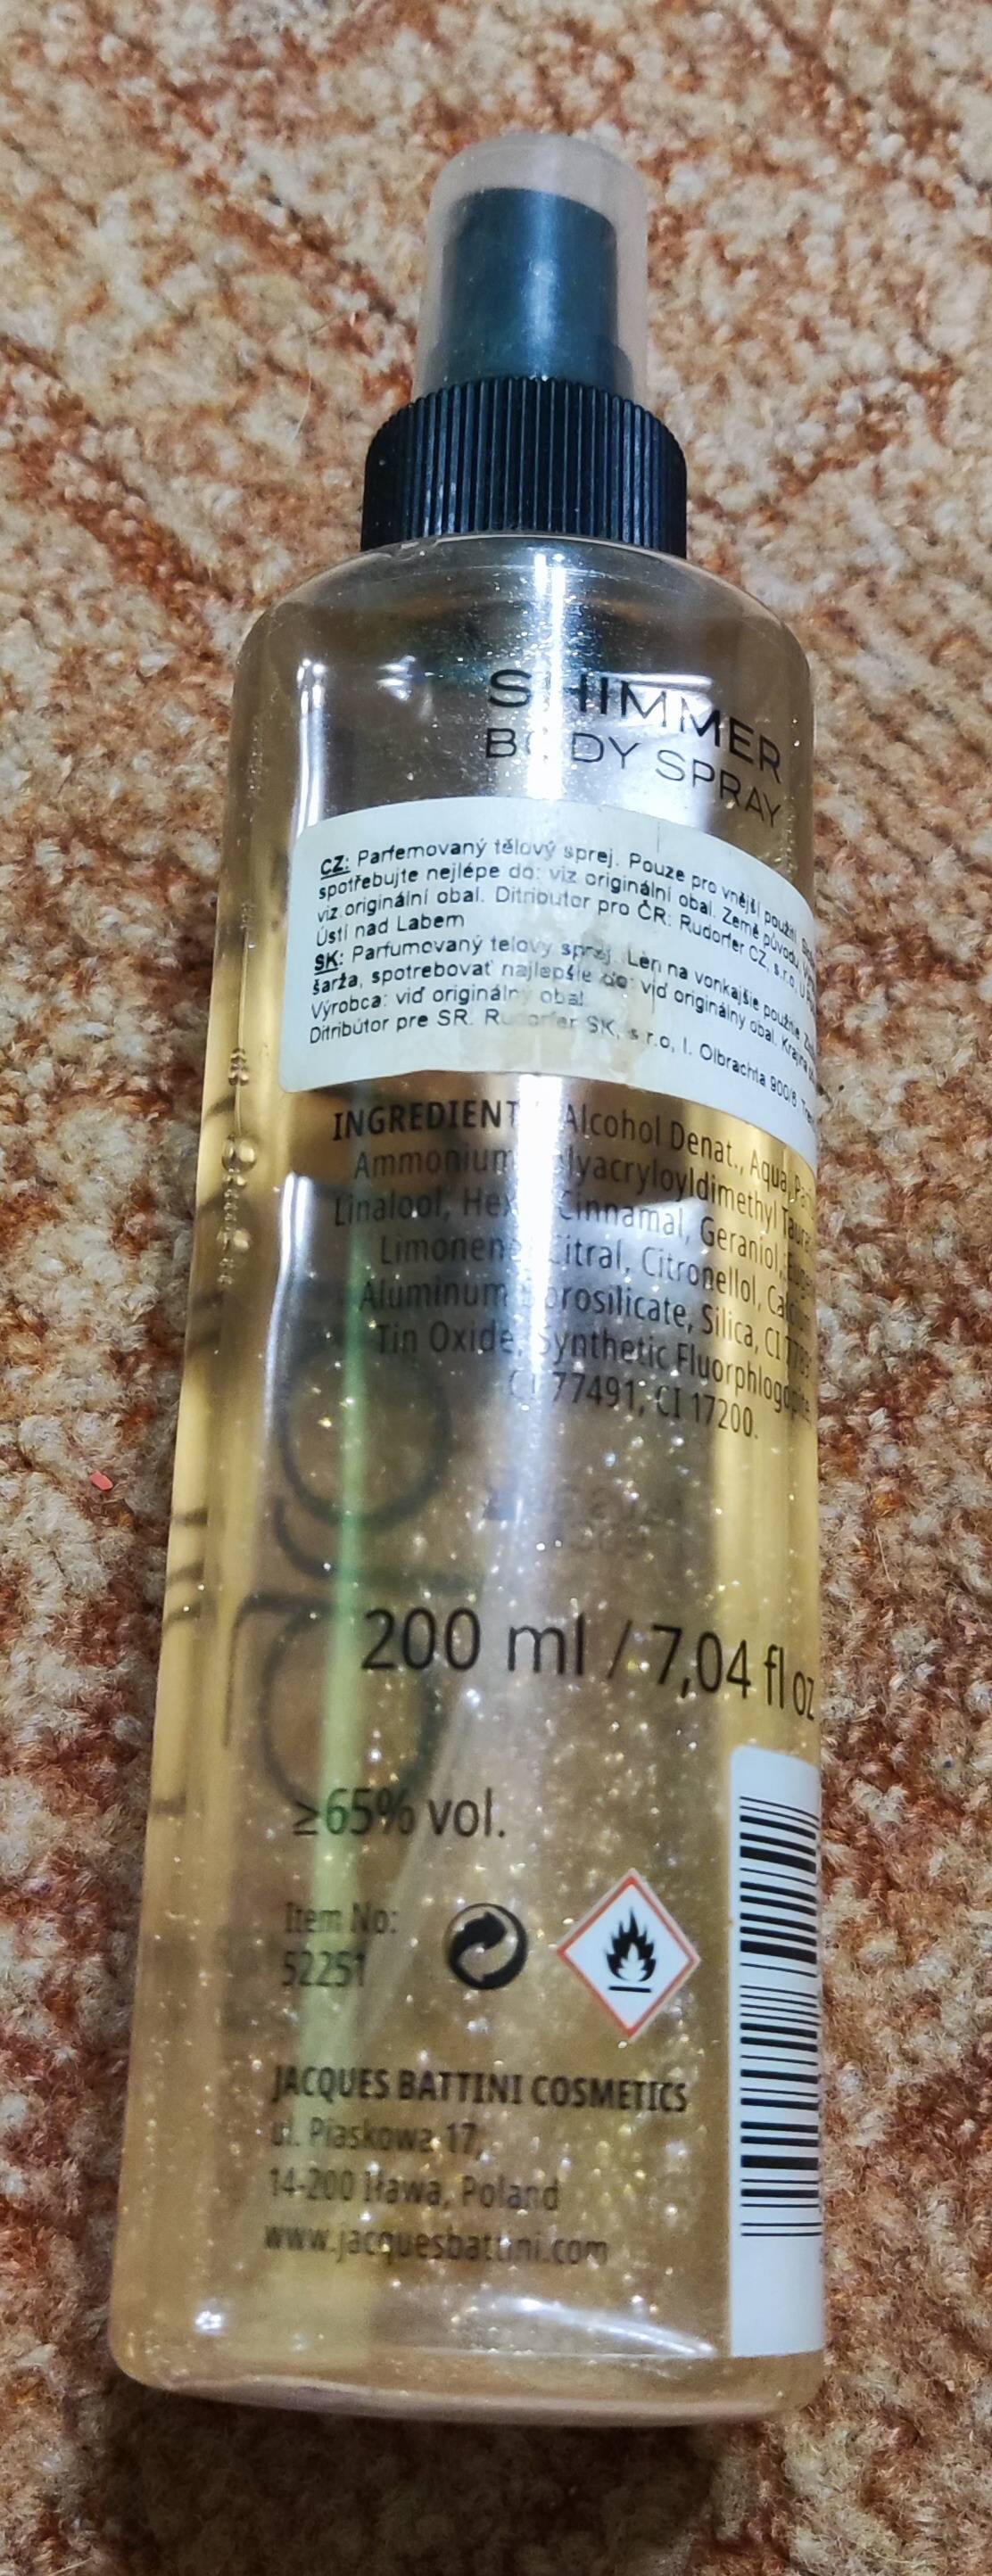 SHIMMER
BODY SPRAY
CZ: Parfemovaný tělový sprej. Pouze pro vnější použití.
spotřebujte nejlépe do: viz originální obal. Země původu,
viz originální obal. Ditributor pro ČR: Rudorfer CZ, s.r.o,
Ústí nad Labem
SK: Parfumovaný telový sprej. Len na vonkajšie použitie.
šarža, spotrebovať najlepšie do: viď originálny obal. Krajina
Výrobca: viď originálny obal.
Ditribútor pre SR. Rudorfer SK, s.r.o, I. Olbrachta 900/8
INGREDIENTS: Alcohol Denat., Aqua,
Ammonium Polyacryloyldimethyl
Linalool, Hexyl Cinnamal, Geraniol,
Limonene, Citral, Citronellol,
Aluminum Borosilicate, Silica, CI
Tin Oxide, Synthetic Fluorphlogopite,
CI 77491, CI 17200.
200 ml / 7,04 fl oz
≥65% vol.
Item No:
52251
JACQUES BATTINI COSMETICS
ul. Piaskowa 17,
14-200 Iława, Poland
www.jacquesbattini.com